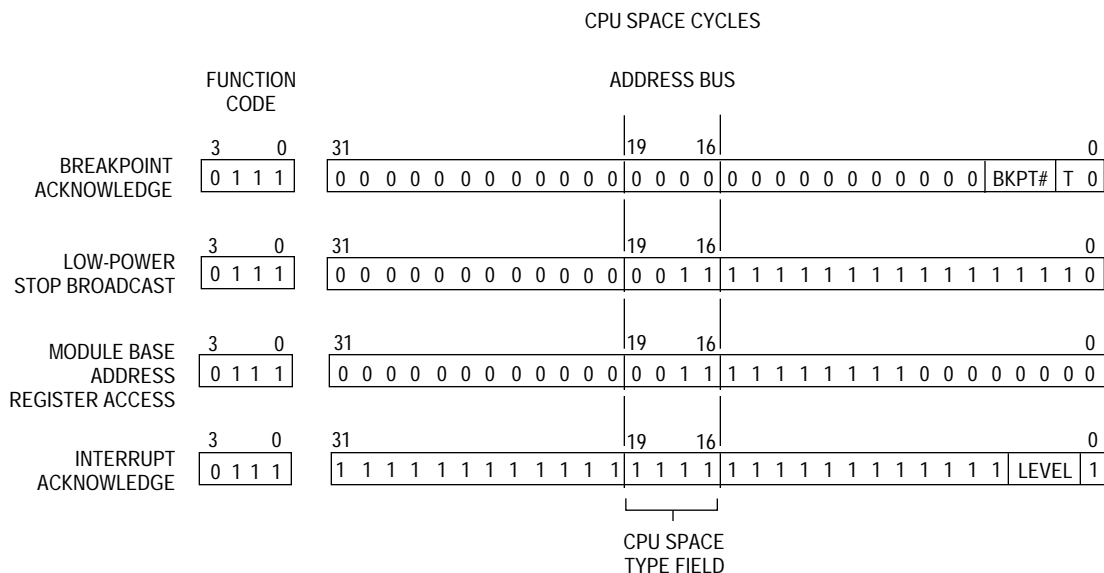 CPU SPACE CYCLES
FUNCTION CODE
ADDRESS BUS
BREAKPOINT
ACKNOWLEDGE
3 0
0 1 1 1
31 19 16 0
0 0 0 0 0 0 0 0 0 0 0 0 0 0 0 0 0 0 0 0 0 0 0 0 0 0 0 BKPT# T 0
LOW-POWER
STOP BROADCAST
3 0
0 1 1 1
31 19 16 0
0 0 0 0 0 0 0 0 0 0 0 0 0 0 1 1 1 1 1 1 1 1 1 1 1 1 1 1 1 1 1 0
MODULE BASE
ADDRESS
REGISTER ACCESS
3 0
0 1 1 1
31 19 16 0
0 0 0 0 0 0 0 0 0 0 0 0 0 0 1 1 1 1 1 1 1 1 1 1 0 0 0 0 0 0 0 0
INTERRUPT
ACKNOWLEDGE
3 0
0 1 1 1
31 19 16 0
1 1 1 1 1 1 1 1 1 1 1 1 1 1 1 1 1 1 1 1 1 1 1 1 1 1 1 1 LEVEL 1
CPU SPACE
TYPE FIELD